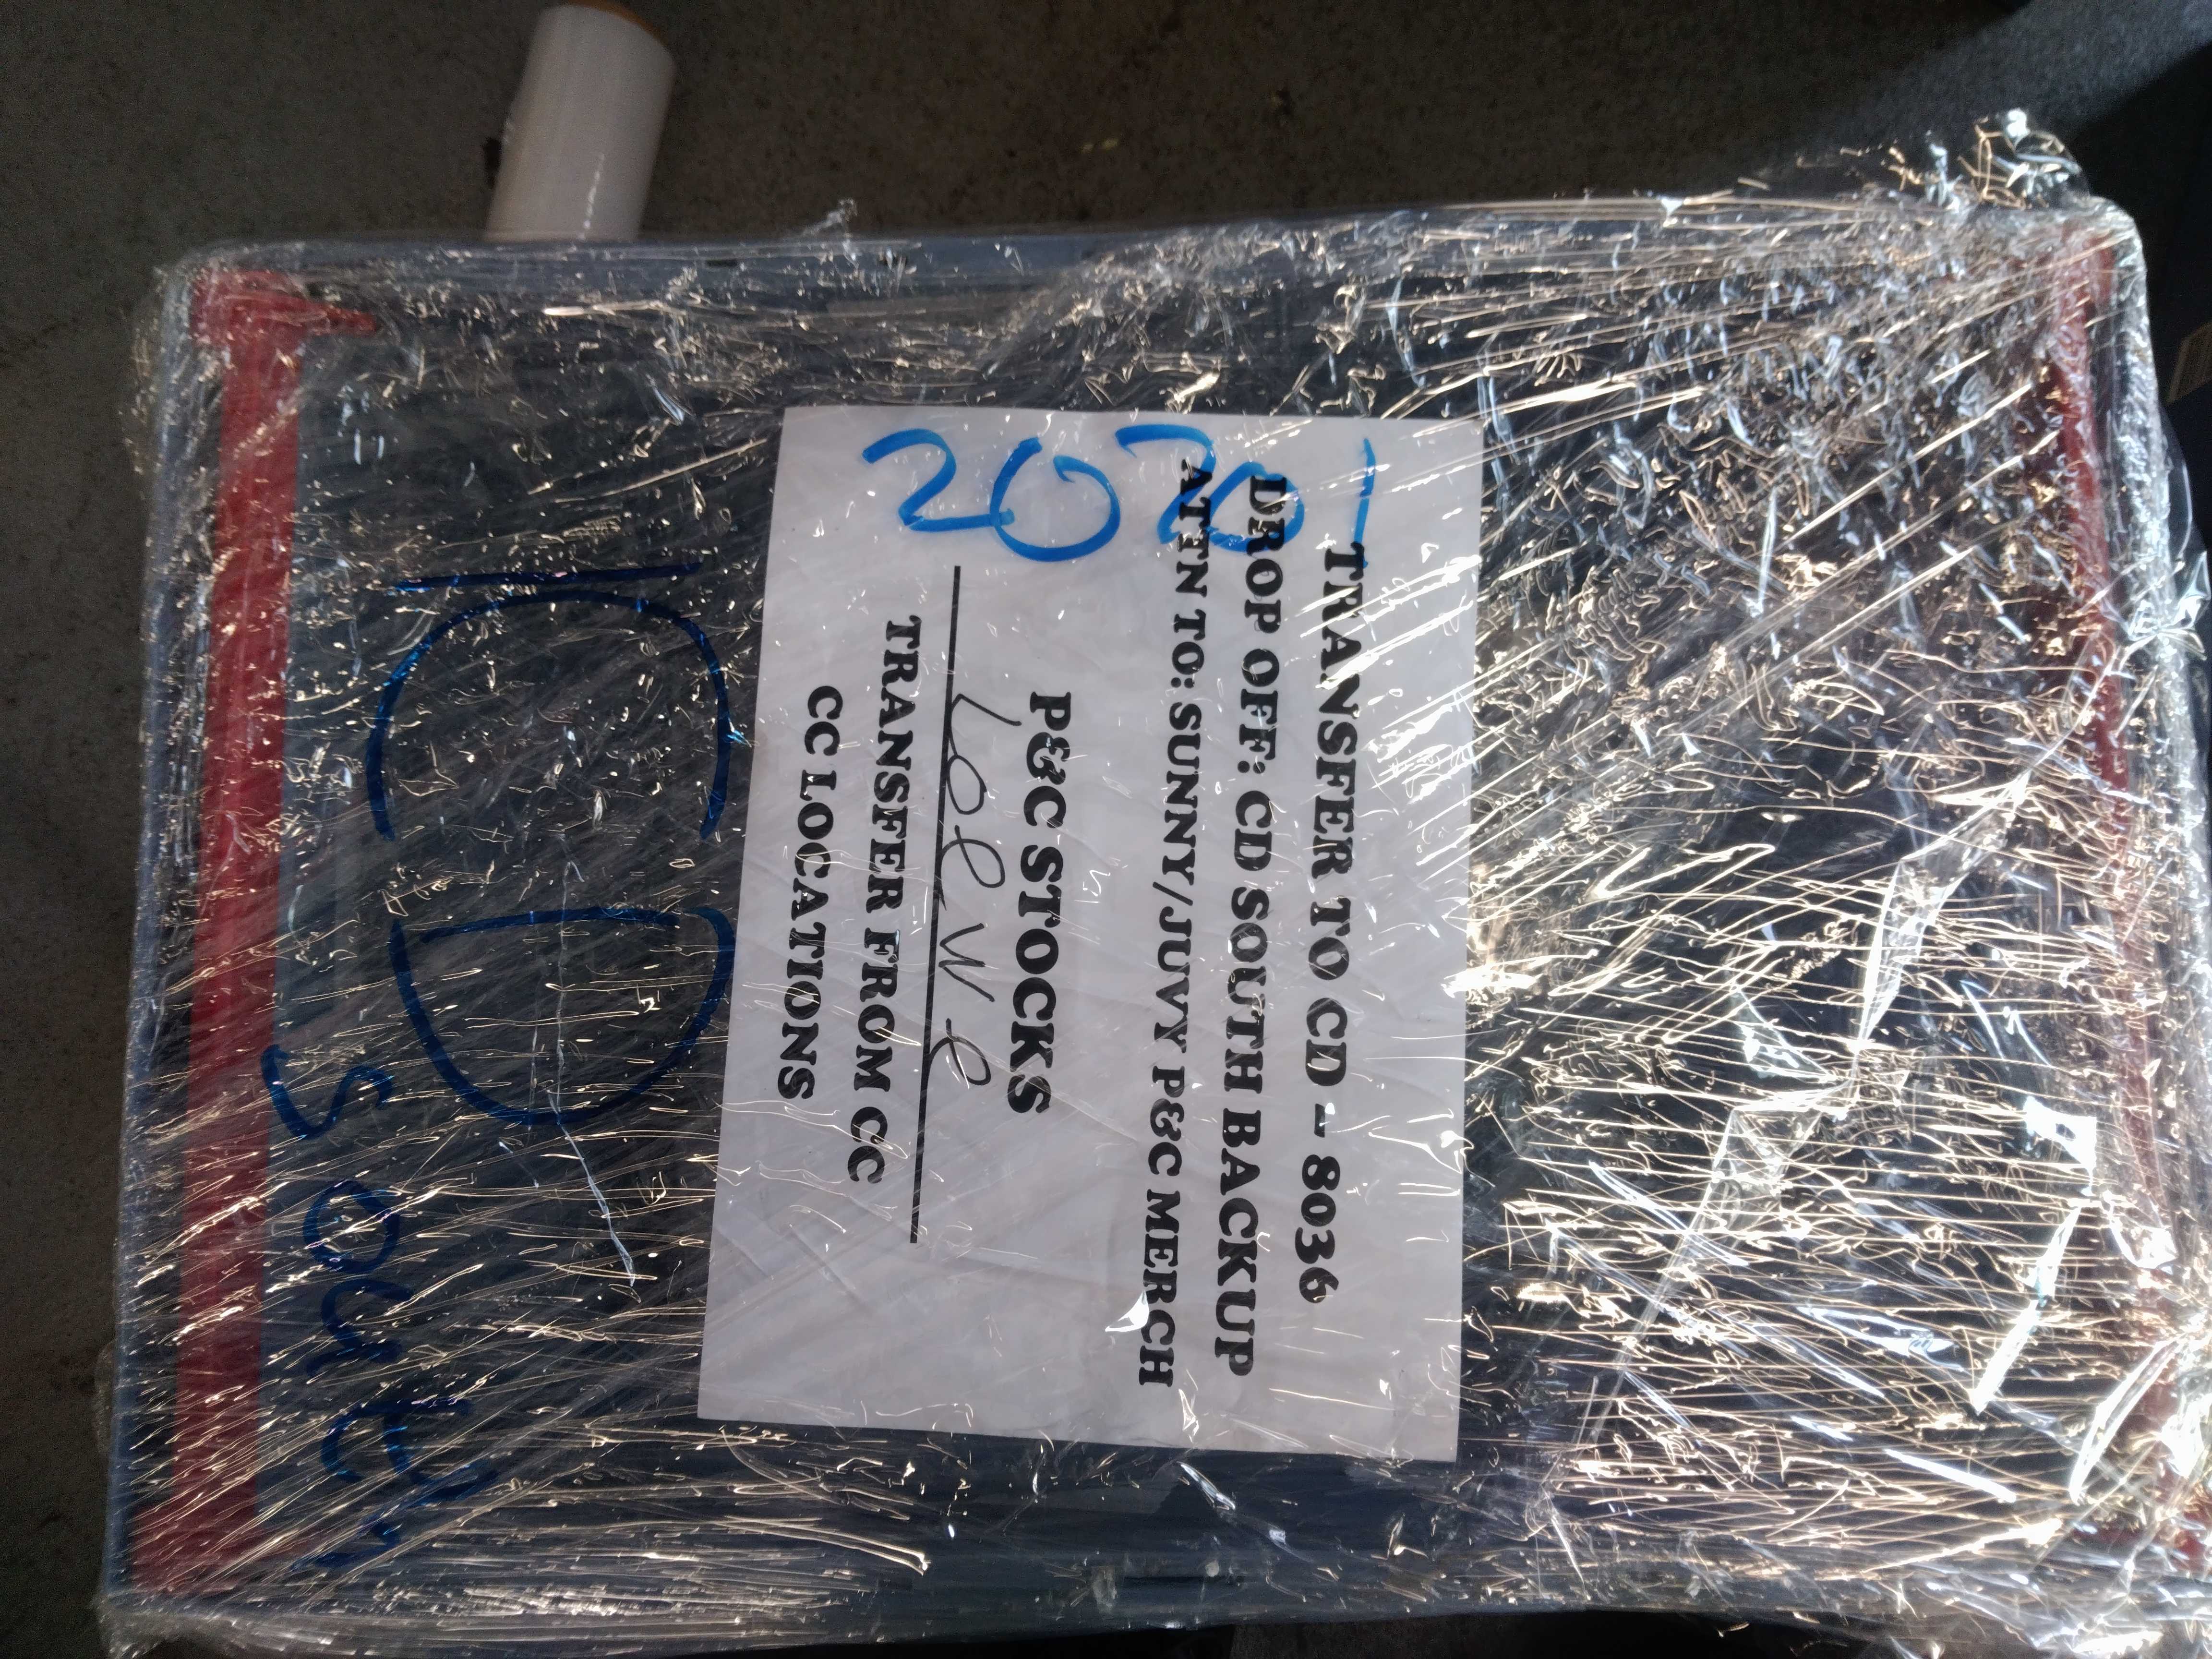 20201
TRANSFER TO CD - 8036
DROP OFF: CD SOUTH BACKUP
ATTN TO: SUNNY/JUVY P&C MERCH
P&C STOCKS
Loewe
TRANSFER FROM CC
CC LOCATIONS
CD
South